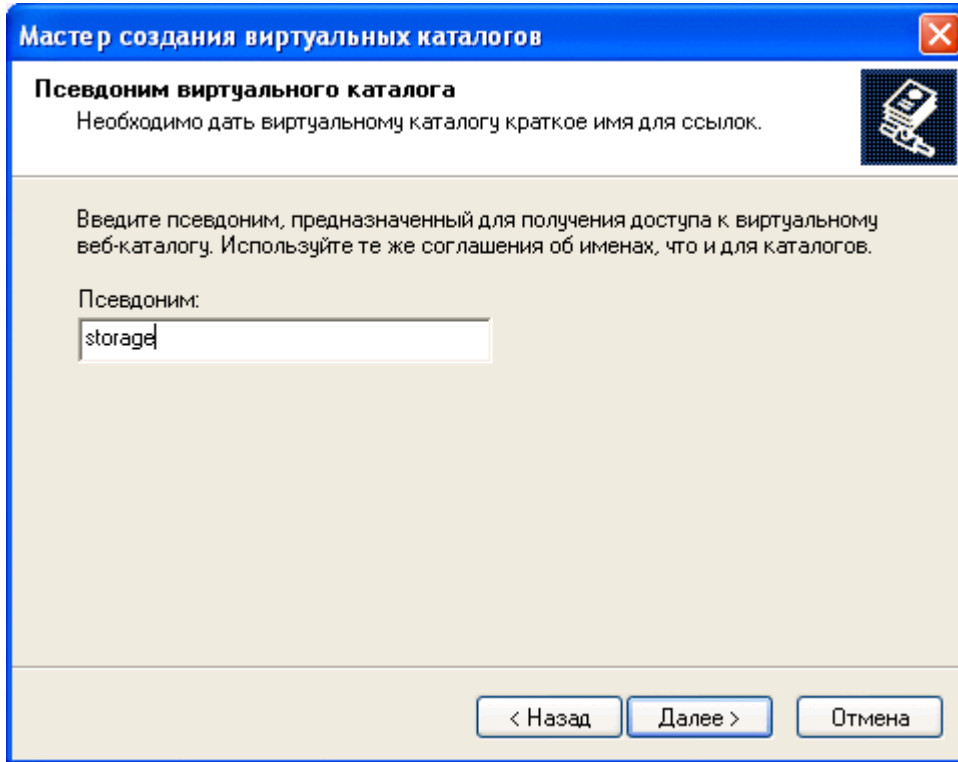 Мастер создания виртуальных каталогов
Псевдоним виртуального каталога
Необходимо дать виртуальному каталогу краткое имя для ссылок.
Введите псевдоним, предназначенный для получения доступа к виртуальному
веб-каталогу. Используйте те же соглашения об именах, что и для каталогов.
Псевдоним:
storage
< Назад
Далее >
Отмена